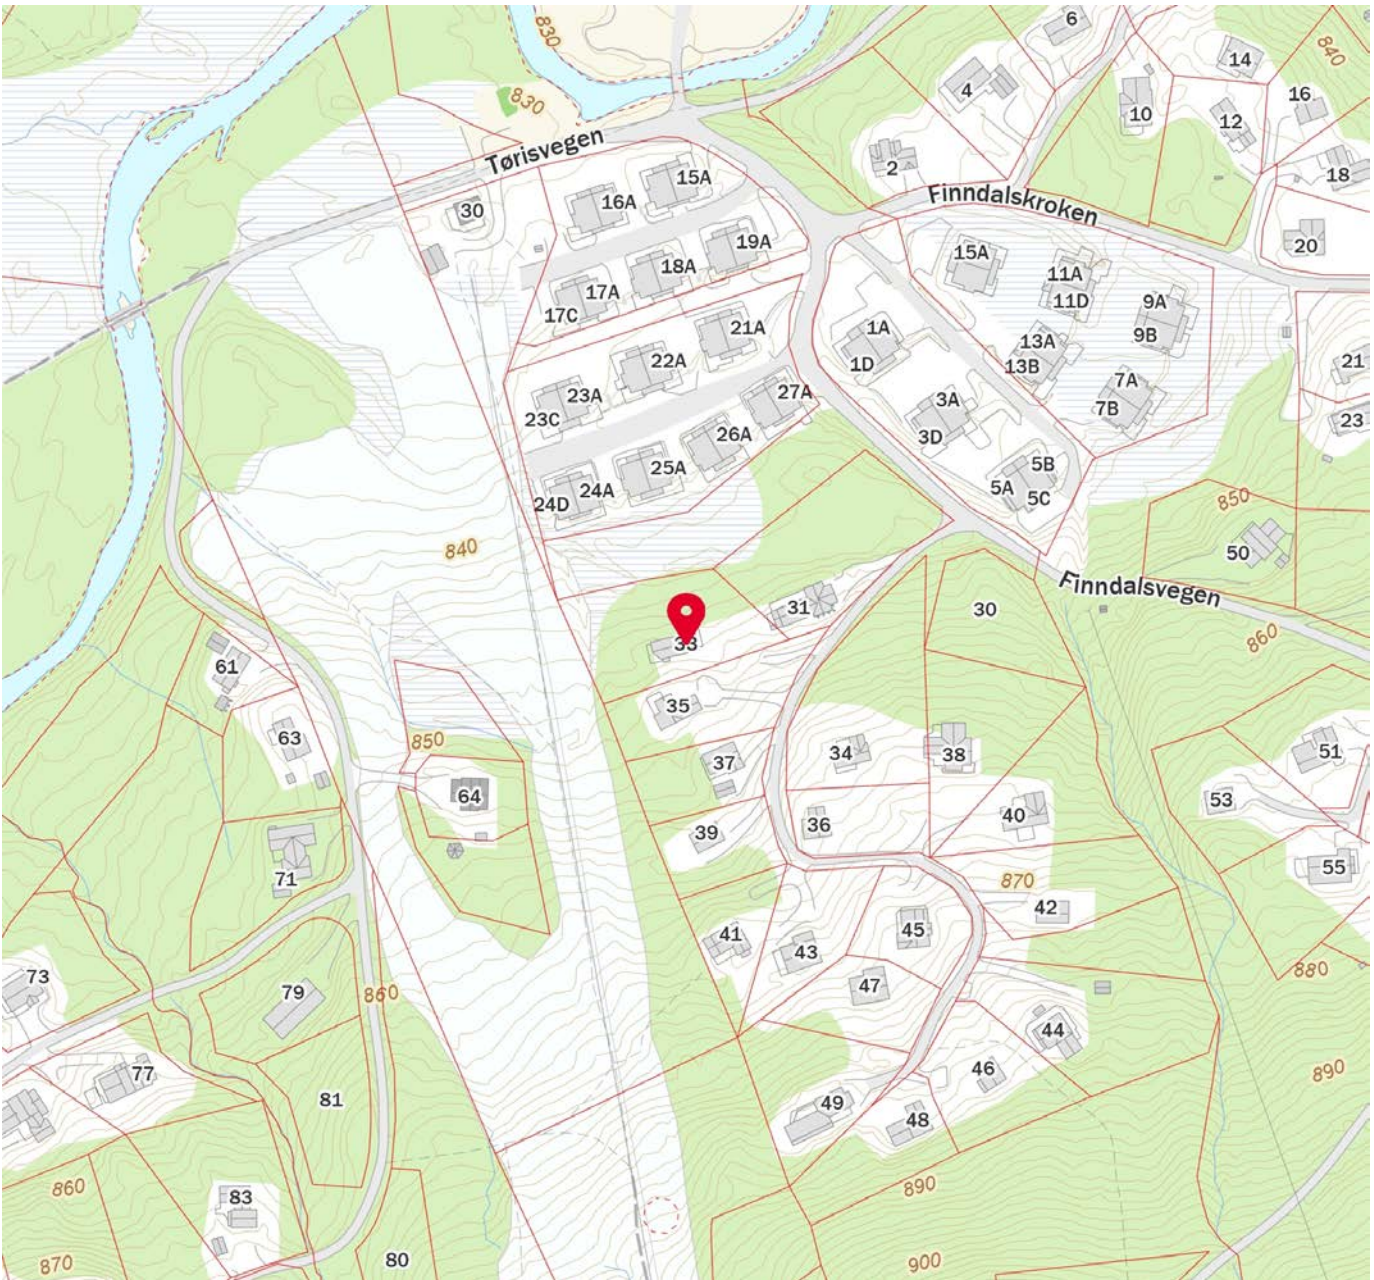 830
6
14
840
4
830
16
10
12
Tørisvegen
2
18
15A
Finndalskroken
16A
30
19A
20
15A
18A
11A
17A
11D
9A
17C
21A
1A
9B
13A
22A
1D
13B
21
7A
23A
27A
3A
7B
23C
26A
3D
23
25A
5B
24A
5A
5C
24D
850
840
50
Finndalsvegen
31
30
33
860
61
35
63
850
34
38
51
37
64
53
40
36
39
55
71
870
42
41
45
43
880
73
79
860
47
44
46
890
77
81
49
48
860
890
83
870
80
900